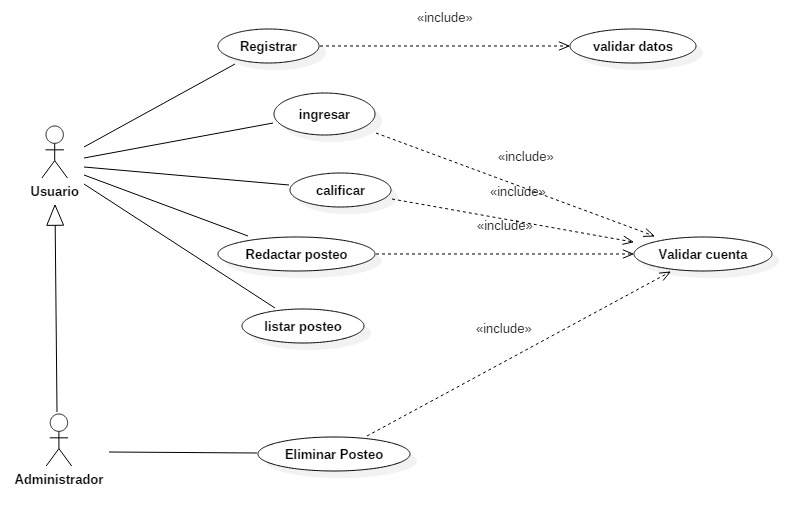 «include»
Registrar
validar datos
ingresar
«include»
Usuario
calificar
«include»
«include»
Redactar posteo
Validar cuenta
listar posteo
«include»
Eliminar Posteo
Administrador